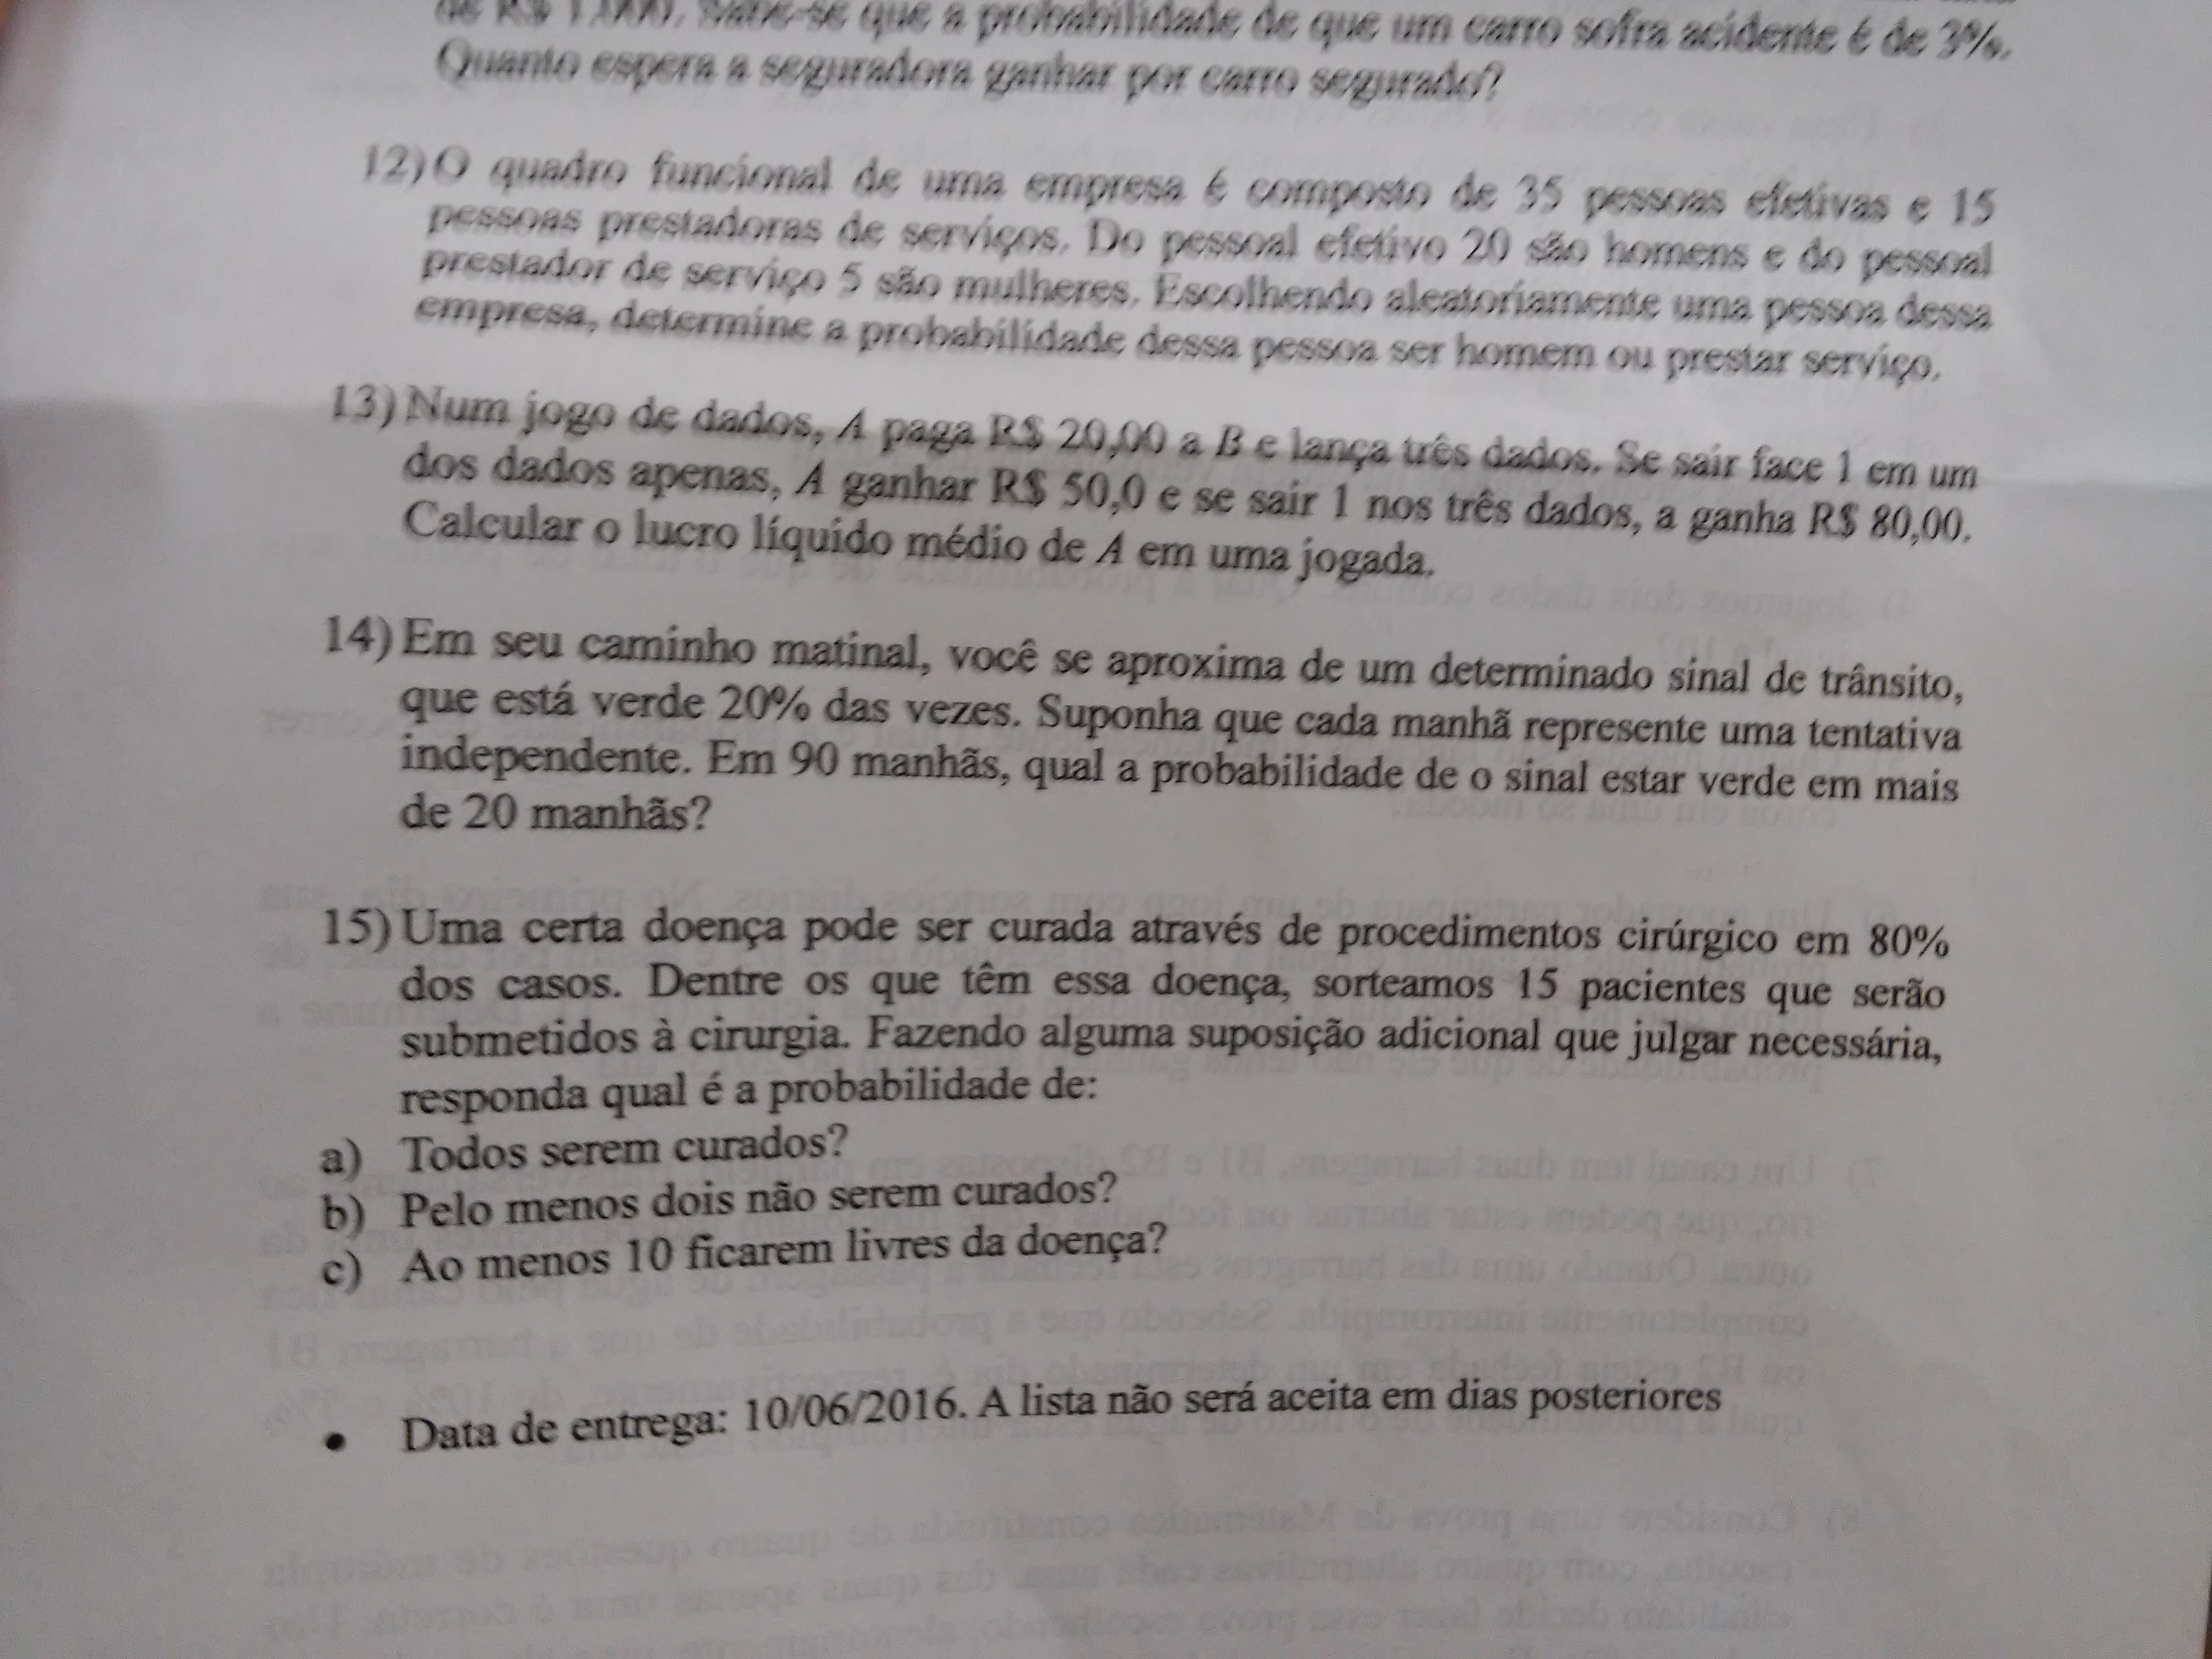 de R$ 1.000. Sabe-se que a probabilidade de que um carro sofra acidente é de 3%.
Quanto espera a seguradora ganhar por carro segurado?
12) O quadro funcional de uma empresa é composto de 35 pessoas efetivas e 15
pessoas prestadoras de serviços. Do pessoal efetivo 20 são homens e do pessoal
prestador de serviço 5 são mulheres. Escolhendo aleatoriamente uma pessoa dessa
empresa, determine a probabilidade dessa pessoa ser homem ou prestar serviço.
13) Num jogo de dados, A paga R$ 20,00 a B e lança três dados. Se sair face 1 em um
dos dados apenas, A ganhar R$ 50,0 e se sair 1 nos três dados, a ganha R$ 80,00.
Calcular o lucro líquido médio de A em uma jogada.
14) Em seu caminho matinal, você se aproxima de um determinado sinal de trânsito,
que está verde 20% das vezes. Suponha que cada manhã represente uma tentativa
independente. Em 90 manhãs, qual a probabilidade de o sinal estar verde em mais
de 20 manhãs?
15) Uma certa doença pode ser curada através de procedimentos cirúrgico em 80%
dos casos. Dentre os que têm essa doença, sorteamos 15 pacientes que serão
submetidos à cirurgia. Fazendo alguma suposição adicional que julgar necessária,
responda qual é a probabilidade de:
a) Todos serem curados?
b) Pelo menos dois não serem curados?
c) Ao menos 10 ficarem livres da doença?
• Data de entrega: 10/06/2016. A lista não será aceita em dias posteriores